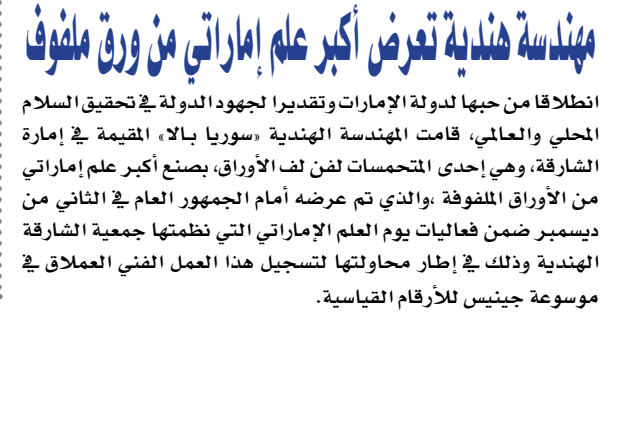 مهندسة هندية تعرض أكبر علم إماراتي من ورق ملفوف
انطلاقا من حبها لدولة الإمارات وتقديرا لجهود الدولة في تحقيق السلام
المحلي والعالمي، قامت المهندسة الهندية «سوريا بالا» المقيمة في إمارة
الشارقة، وهي إحدى المتحمسات لفن لف الأوراق، بصنع أكبر علم إماراتي
من الأوراق الملفوفة ،والذي تم عرضه أمام الجمهور العام في الثاني من
ديسمبر ضمن فعاليات يوم العلم الإماراتي التي نظمتها جمعية الشارقة
الهندية وذلك في إطار محاولتها لتسجيل هذا العمل الفني العملاق في
موسوعة جينيس للأرقام القياسية.